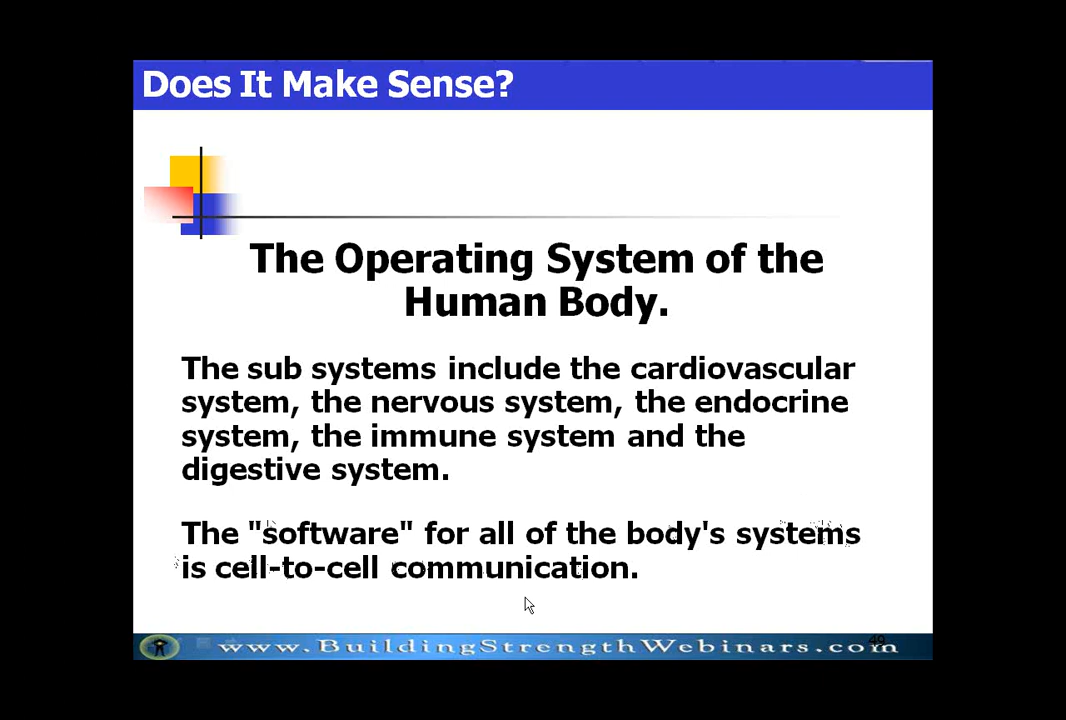 Does It Make Sense?
The Operating System of the
Human Body.
The sub systems include the cardiovascular
system, the nervous system, the endocrine
system, the immune system and the
digestive system.
The "software" for all of the body's systems
is cell-to-cell communication.
49
www.BuildingStrengthWebinars.com